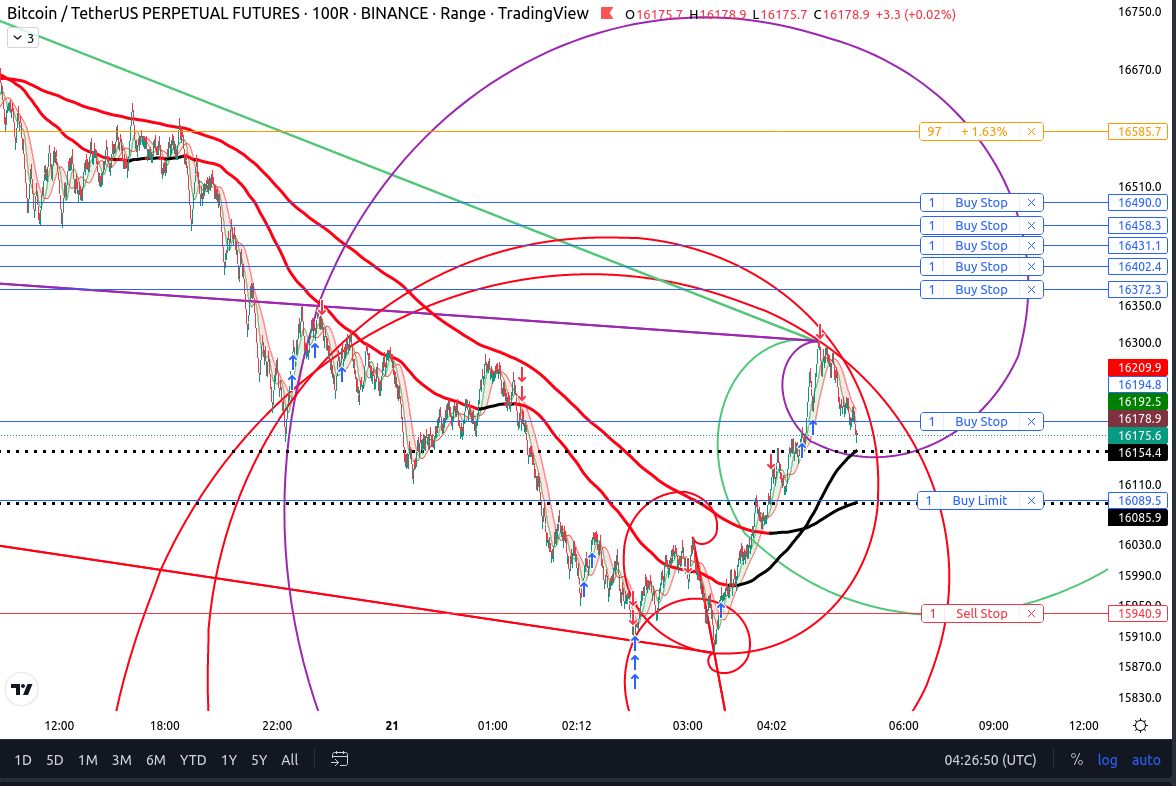 Bitcoin / TetherUS PERPETUAL FUTURES · 100R · BINANCE · Range · TradingView O16175.7 H16178.9 L16175.7 C16178.9 +3.3 (+0.02%)
3
16750.0
16670.0
97 +1.63% × 16585.7
16510.0
1 Buy Stop × 16490.0
1 Buy Stop × 16458.3
1 Buy Stop × 16431.1
1 Buy Stop × 16402.4
1 Buy Stop × 16372.3
16350.0
16300.0
16209.9
16194.8
16192.5
1 Buy Stop ×
16178.9
16175.6
16154.4
16110.0
1 Buy Limit × 16089.5
16085.9
16030.0
15990.0
1 Sell Stop × 15940.9
15910.0
15870.0
15830.0
12:00 18:00 22:00 21 01:00 02:12 03:00 04:02 06:00 09:00 12:00
1D 5D 1M 3M 6M YTD 1Y 5Y All 04:26:50 (UTC) % log auto